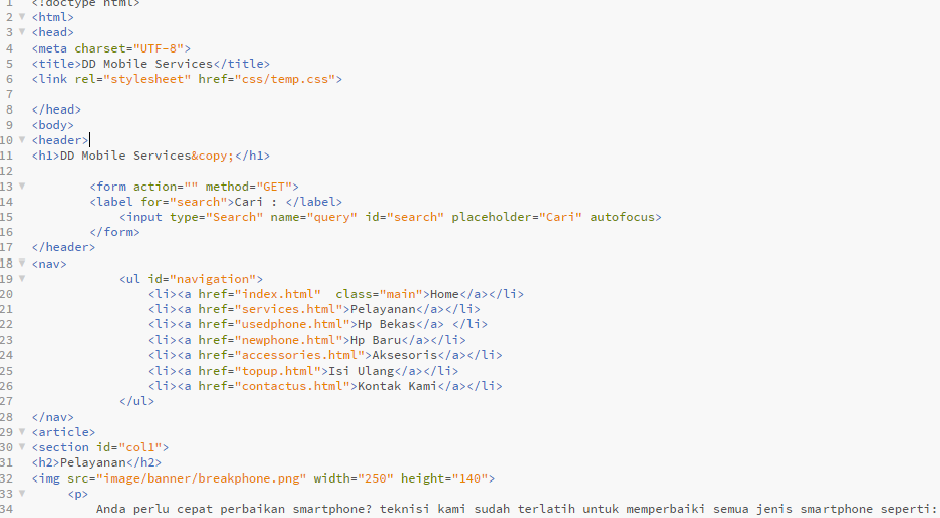 1 <!doctype html>
2 <html>
3 <head>
4 <meta charset="UTF-8">
5 <title>DD Mobile Services</title>
6 <link rel="stylesheet" href="css/temp.css">
7
8 </head>
9 <body>
10 <header>
11 <h1>DD Mobile Services&copy;</h1>
12
13 <form action="" method="GET">
14 <label for="search">Cari : </label>
15 <input type="Search" name="query" id="search" placeholder="Cari" autofocus>
16 </form>
17 </header>
18 <nav>
19 <ul id="navigation">
20 <li><a href="index.html"  class="main">Home</a></li>
21 <li><a href="services.html">Pelayanan</a></li>
22 <li><a href="usedphone.html">Hp Bekas</a> </li>
23 <li><a href="newphone.html">Hp Baru</a></li>
24 <li><a href="accessories.html">Aksesoris</a></li>
25 <li><a href="topup.html">Isi Ulang</a></li>
26 <li><a href="contactus.html">Kontak Kami</a></li>
27 </ul>
28 </nav>
29 <article>
30 <section id="col1">
31 <h2>Pelayanan</h2>
32 <img src="image/banner/breakphone.png" width="250" height="140">
33 <p>
34 Anda perlu cepat perbaikan smartphone? teknisi kami sudah terlatih untuk memperbaiki semua jenis smartphone seperti: